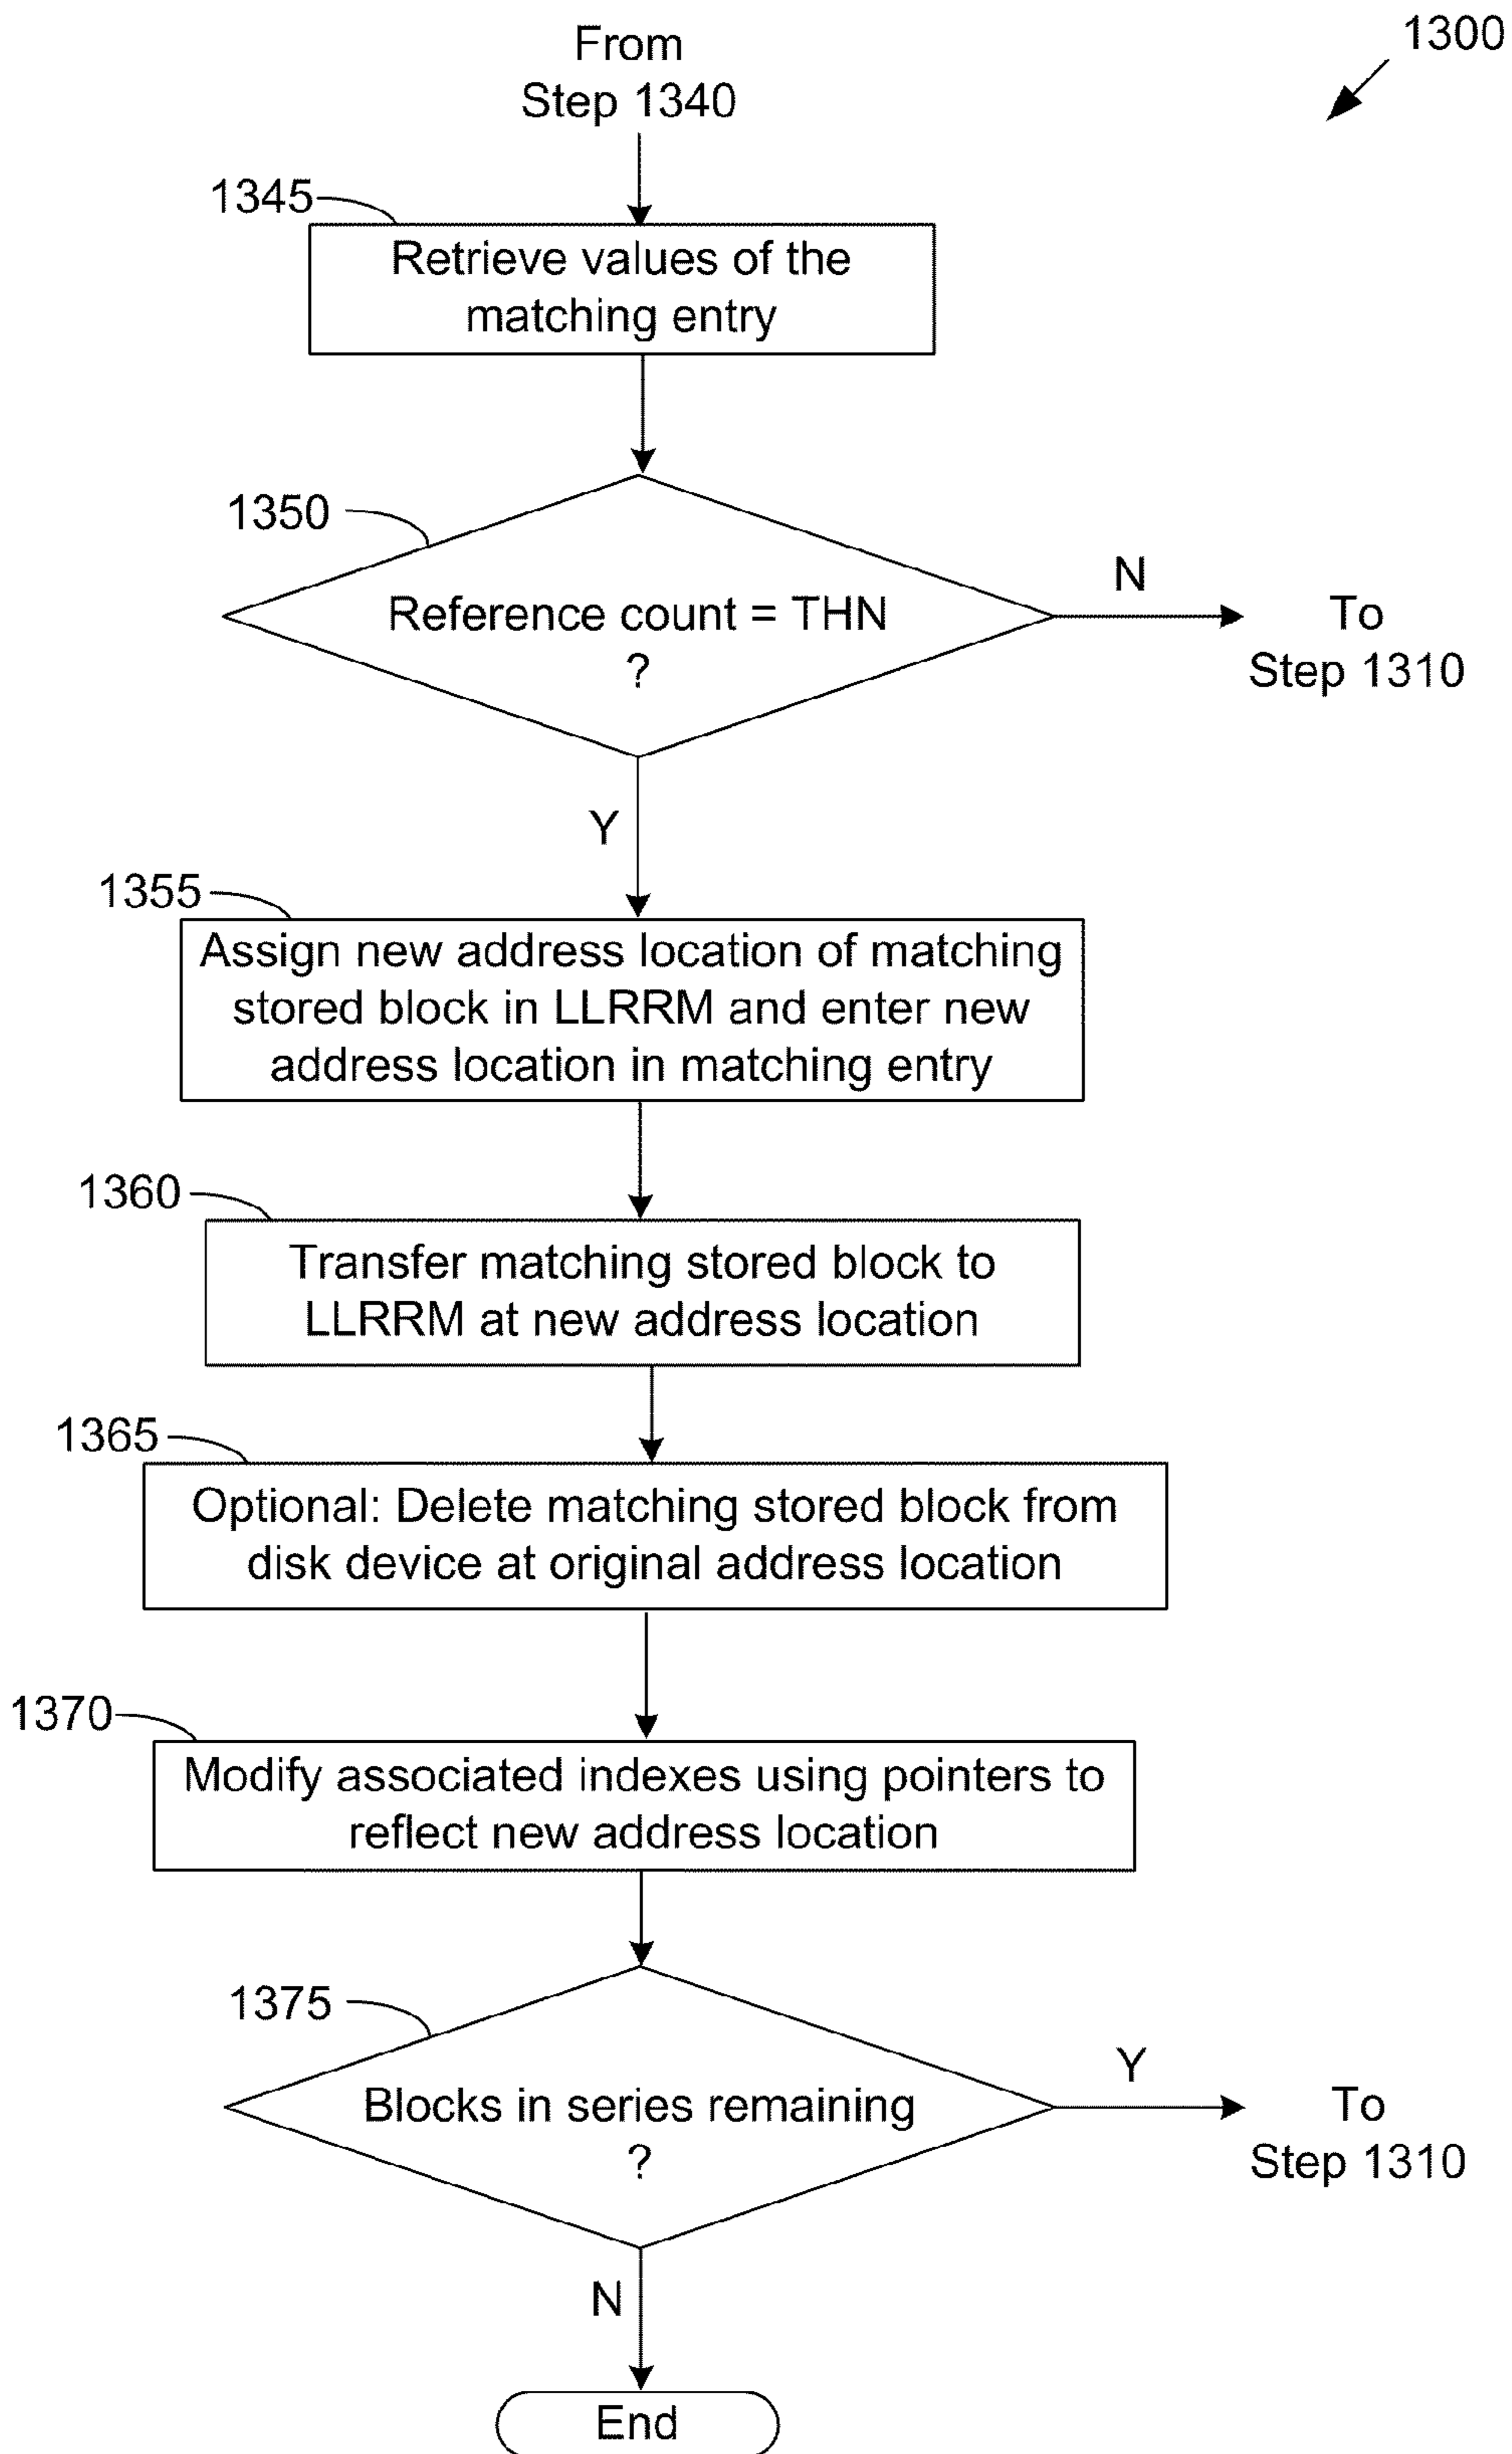 1300
From
Step 1340
1345
Retrieve values of the
matching entry
1350
Reference count = THN
?
N
To
Step 1310
Y
1355
Assign new address location of matching
stored block in LLRRM and enter new
address location in matching entry
1360
Transfer matching stored block to
LLRRM at new address location
1365
Optional: Delete matching stored block from
disk device at original address location
1370
Modify associated indexes using pointers to
reflect new address location
1375
Blocks in series remaining
?
Y
To
Step 1310
N
End